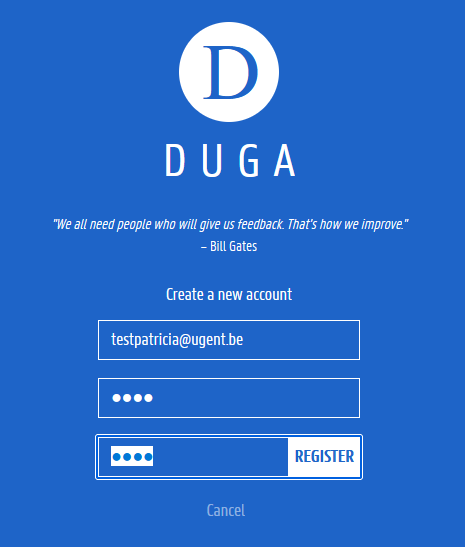 D
DUGA
"We all need people who will give us feedback. That's how we improve."
– Bill Gates
Create a new account
testpatricia@ugent.be
●●●●
●●●● REGISTER
Cancel